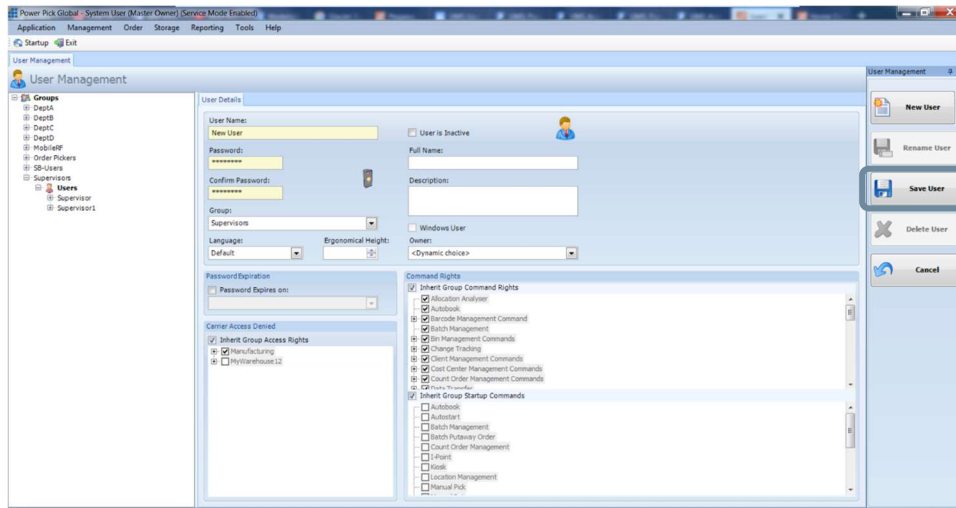 Power Pick Global - System User (Master Owner) (Service Mode Enabled)
Application Management Order Storage Reporting Tools Help
Startup Exit
User Management
User Management
Groups
DeptA
DeptB
DeptC
DeptD
MobileRF
Order Pickers
SB-Users
Supervisors
Users
Supervisor
Supervisor1
User Details
User Name:
New User
User is Inactive
Password:
********
Full Name:
Confirm Password:
********
Description:
Group:
Supervisors
Windows User
Language:
Ergonomical Height:
Owner:
Default
<Dynamic choice>
Password Expiration
Password Expires on:
Carrier Access Denied
Inherit Group Access Rights
Manufacturing
MyWarehouse12
Command Rights
Inherit Group Command Rights
Allocation Analyser
Autobook
Barcode Management Command
Batch Management
Bin Management Commands
Change Tracking
Client Management Commands
Cost Center Management Commands
Count Order Management Commands
Data Transfer
Inherit Group Startup Commands
Autobook
Autostart
Batch Management
Batch Putaway Order
Count Order Management
I-Point
Kiosk
Location Management
Manual Pick
User Management
New User
Rename User
Save User
Delete User
Cancel